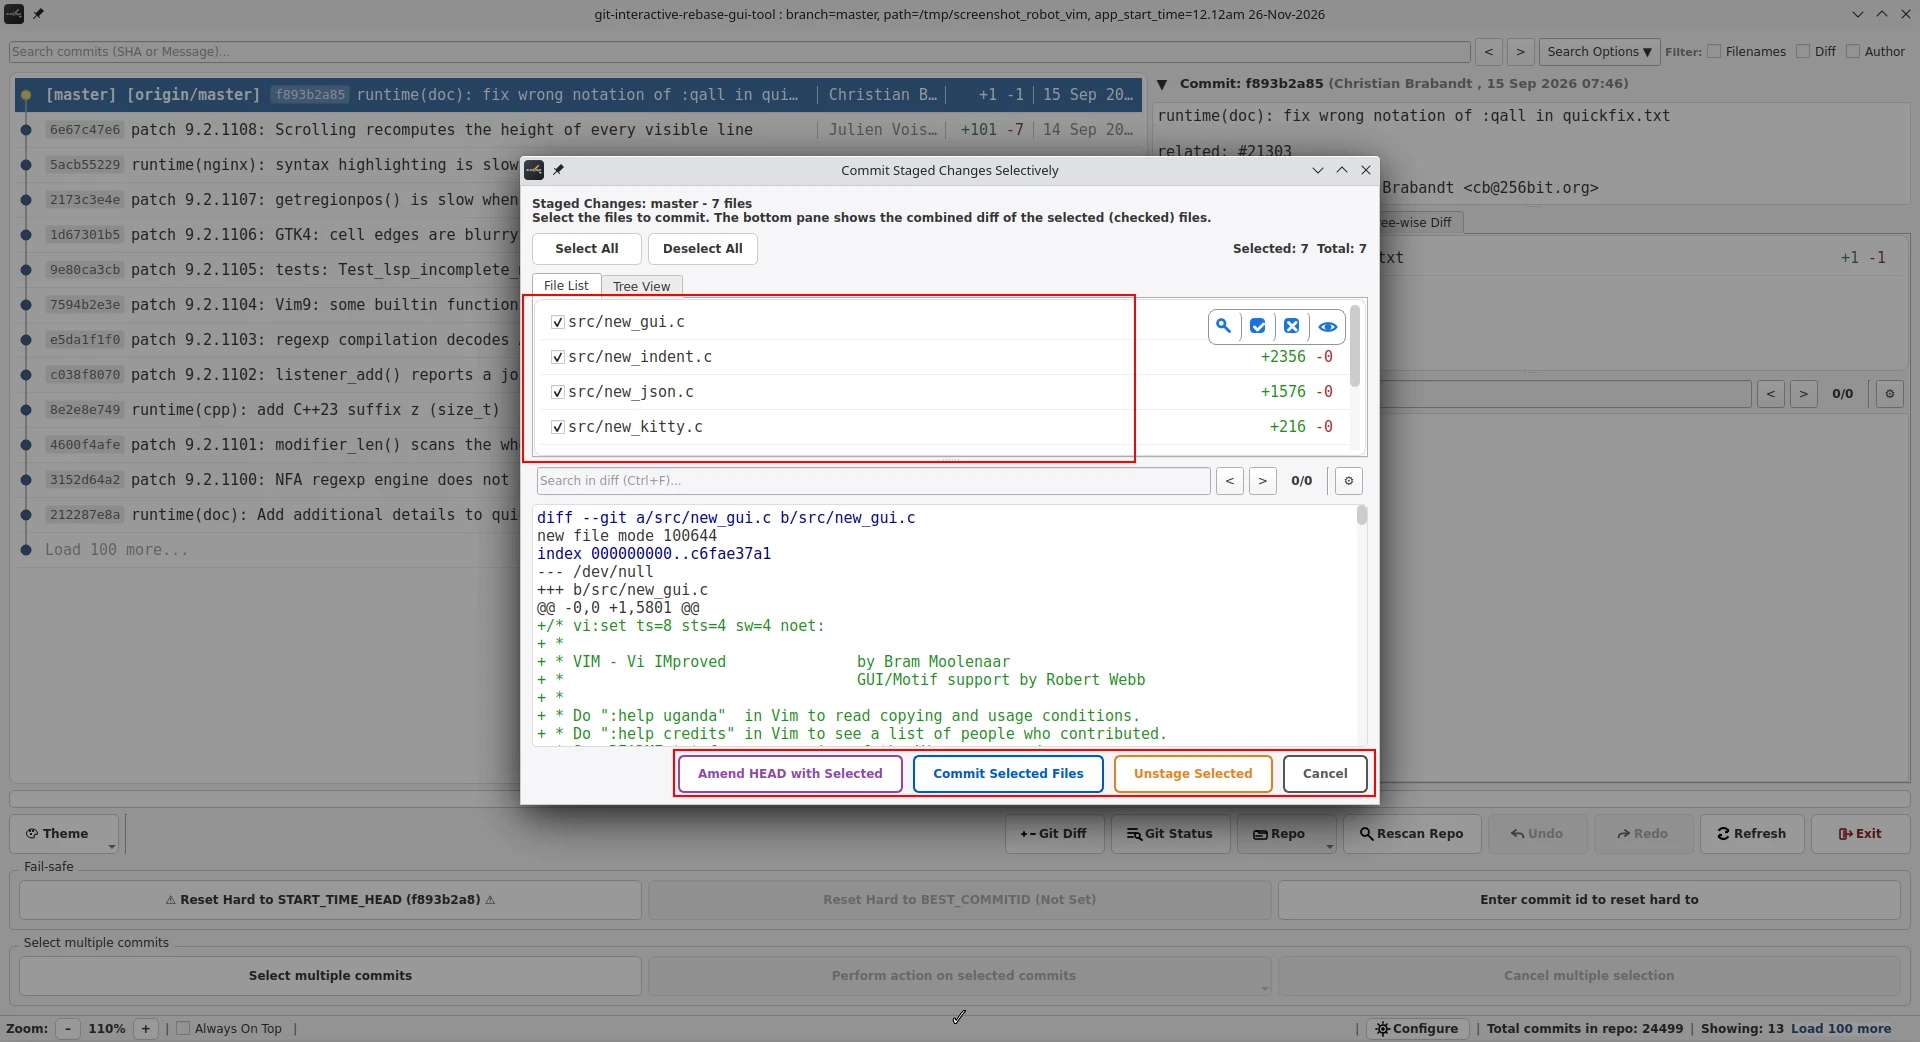 git-interactive-rebase-gui-tool : branch=master, path=/tmp/screenshot_robot_vim, app_start_time=12.12am 26-Nov-2026
Search commits (SHA or Message)...
< > Search Options ▼ Filter: Filenames Diff Author
[master] [origin/master] f893b2a85 runtime(doc): fix wrong notation of :qall in qui… Christian B… +1 -1 15 Sep 20…
6e67c47e6 patch 9.2.1108: Scrolling recomputes the height of every visible line Julien Vois… +101 -7 14 Sep 20…
5acb55229 runtime(nginx): syntax highlighting is slow
2173c3e4e patch 9.2.1107: getregionpos() is slow when
1d67301b5 patch 9.2.1106: GTK4: cell edges are blurry
9e80ca3cb patch 9.2.1105: tests: Test_lsp_incomplete_
7594b2e3e patch 9.2.1104: Vim9: some builtin function
e5da1f1f0 patch 9.2.1103: regexp compilation decodes
c038f8070 patch 9.2.1102: listener_add() reports a jo
8e2e8e749 runtime(cpp): add C++23 suffix z (size_t)
4600f4afe patch 9.2.1101: modifier_len() scans the wh
3152d64a2 patch 9.2.1100: NFA regexp engine does not
212287e8a runtime(doc): Add additional details to qui
Load 100 more...
▼ Commit: f893b2a85 (Christian Brabandt , 15 Sep 2026 07:46)
runtime(doc): fix wrong notation of :qall in quickfix.txt
related: #21303
Brabandt <cb@256bit.org>
ee-wise Diff
txt +1 -1
< > 0/0
Commit Staged Changes Selectively
Staged Changes: master - 7 files
Select the files to commit. The bottom pane shows the combined diff of the selected (checked) files.
Select All Deselect All Selected: 7 Total: 7
File List Tree View
src/new_gui.c
src/new_indent.c +2356 -0
src/new_json.c +1576 -0
src/new_kitty.c +216 -0
Search in diff (Ctrl+F)... < > 0/0
diff --git a/src/new_gui.c b/src/new_gui.c
new file mode 100644
index 000000000..c6fae37a1
--- /dev/null
+++ b/src/new_gui.c
@@ -0,0 +1,5801 @@
+/* vi:set ts=8 sts=4 sw=4 noet:
+ *
+ * VIM - Vi IMproved by Bram Moolenaar
+ * GUI/Motif support by Robert Webb
+ *
+ * Do ":help uganda" in Vim to read copying and usage conditions.
+ * Do ":help credits" in Vim to see a list of people who contributed.
Amend HEAD with Selected Commit Selected Files Unstage Selected Cancel
Theme +- Git Diff Git Status Repo Rescan Repo Undo Redo Refresh Exit
Fail-safe
⚠ Reset Hard to START_TIME_HEAD (f893b2a8) ⚠ Reset Hard to BEST_COMMITID (Not Set) Enter commit id to reset hard to
Select multiple commits
Select multiple commits Perform action on selected commits Cancel multiple selection
Zoom: - 110% + | Always On Top | | Configure | Total commits in repo: 24499 | Showing: 13 Load 100 more